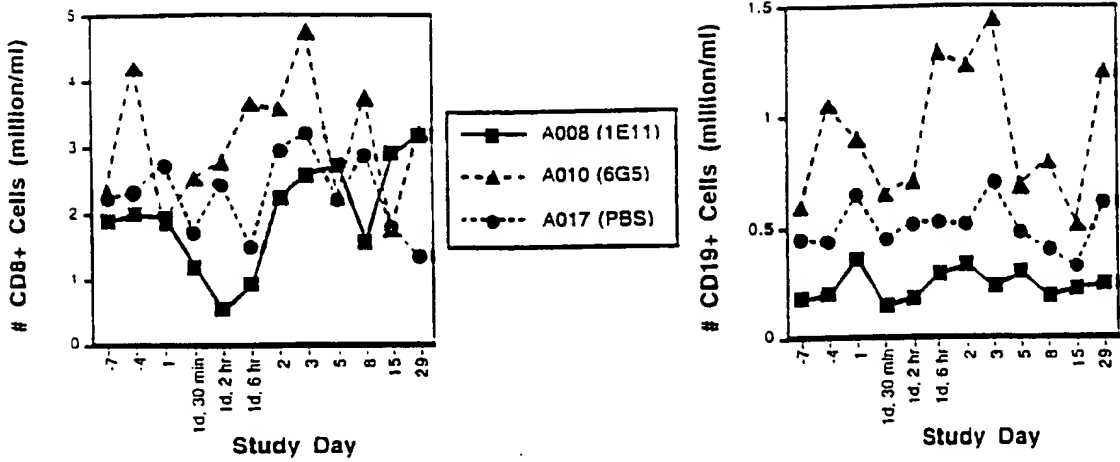 # CD8+ Cells (million/ml)
5
4
3
2
1
0
-7
-4
1
1d, 30 min
1d, 2 hr
1d, 6 hr
2
3
5
8
15
29
Study Day
A008 (1E11)
A010 (6G5)
A017 (PBS)
# CD19+ Cells (million/ml)
1.5
1
0.5
0
-7
-4
1
1d, 30 min
1d, 2 hr
1d, 6 hr
2
3
5
8
15
29
Study Day